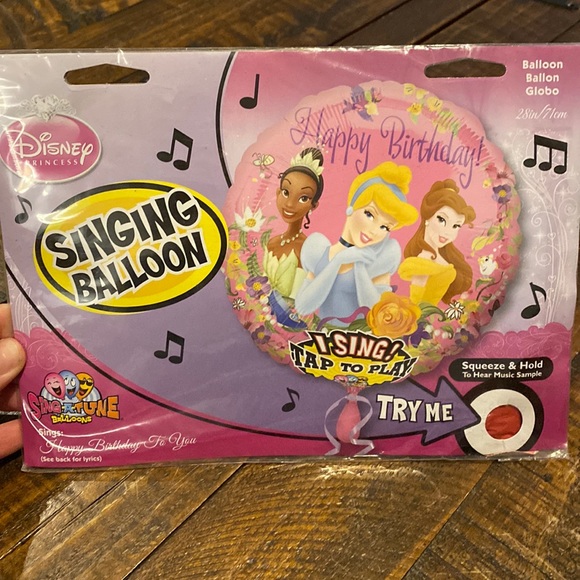 Balloon
Ballon
Globo
28in/71cm
Disney
PRINCESS
Happy Birthday!
SINGING
BALLOON
I SING!
TAP TO PLAY
Squeeze & Hold
To Hear Music Sample
TRY ME
SING-A-TUNE
BALLOONS
Sings:
Happy Birthday To You
(See back for lyrics)